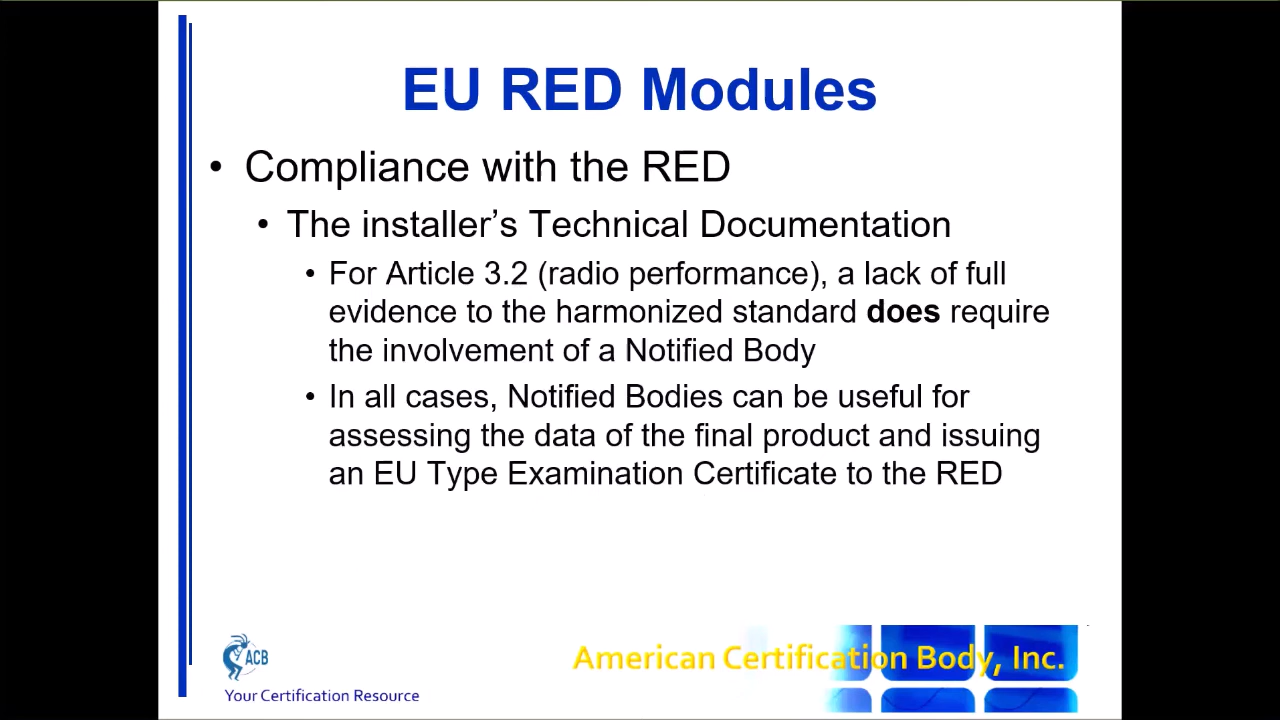 EU RED Modules
• Compliance with the RED
• The installer’s Technical Documentation
• For Article 3.2 (radio performance), a lack of full
evidence to the harmonized standard does require
the involvement of a Notified Body
• In all cases, Notified Bodies can be useful for
assessing the data of the final product and issuing
an EU Type Examination Certificate to the RED
ACB
American Certification Body, Inc.
Your Certification Resource